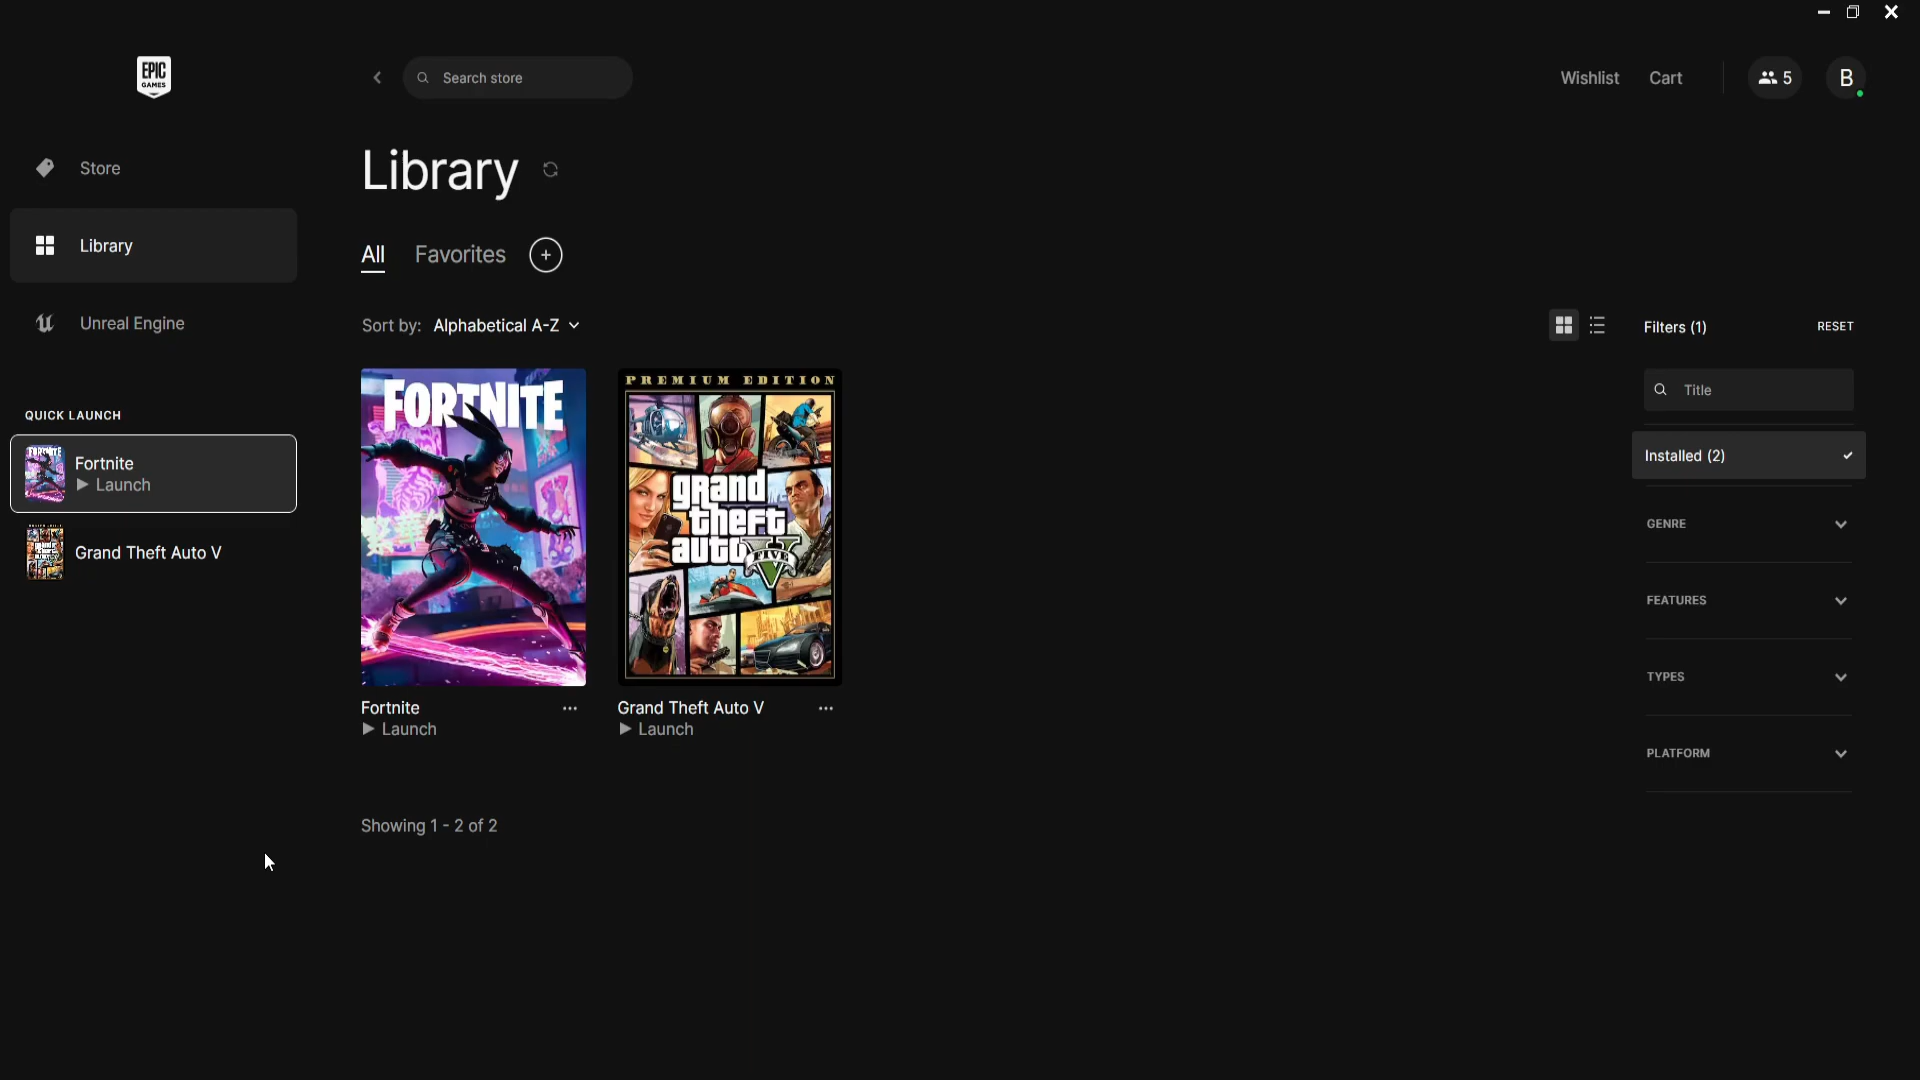 EPIC
GAMES
Search store
Wishlist
Cart
5
B
Store
Library
Unreal Engine
QUICK LAUNCH
FORTNITE
Fortnite
Launch
Grand Theft Auto V
Library
All
Favorites
+
Sort by: Alphabetical A-Z
FORTNITE
Fortnite
Launch
PREMIUM EDITION
grand
theft
auto
V
FIVE
Grand Theft Auto V
Launch
Showing 1 - 2 of 2
Filters (1)
RESET
Title
Installed (2)
GENRE
FEATURES
TYPES
PLATFORM